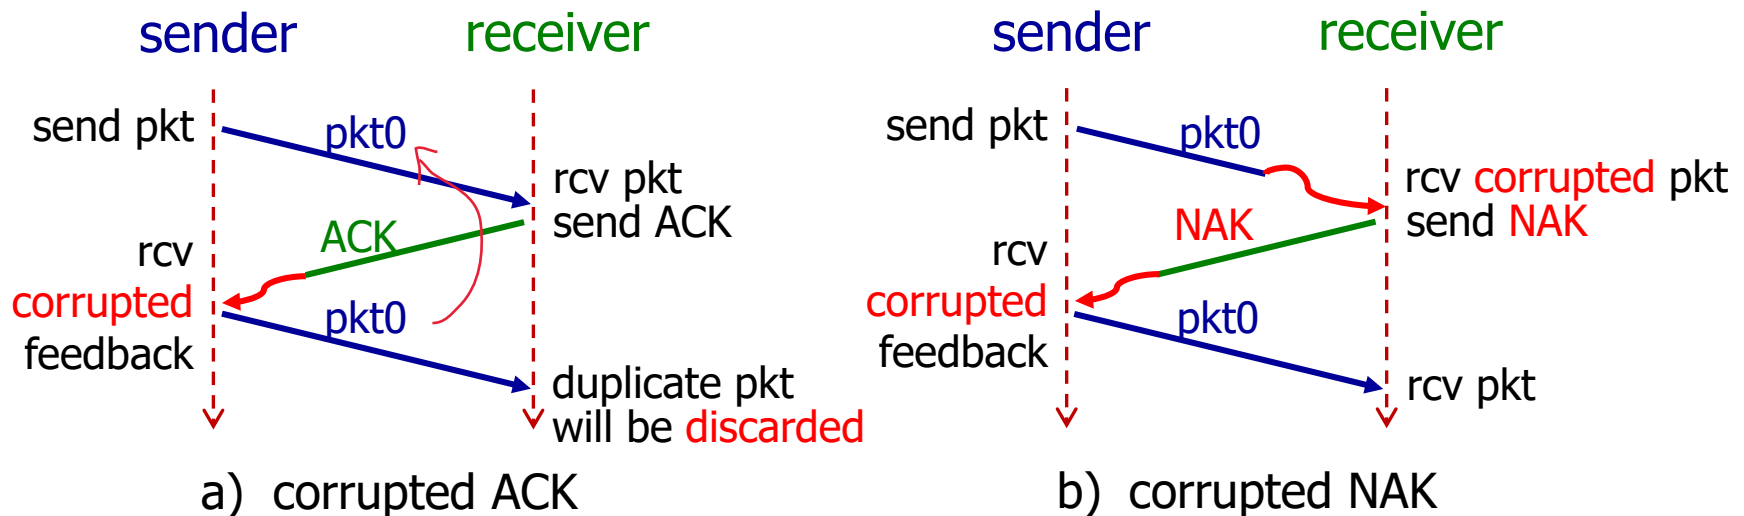 sender
receiver
send pkt
pkt0
rcv pkt
send ACK
ACK
rcv
corrupted
feedback
pkt0
duplicate pkt
will be discarded
a) corrupted ACK
sender
receiver
send pkt
pkt0
rcv corrupted pkt
send NAK
NAK
rcv
corrupted
feedback
pkt0
rcv pkt
b) corrupted NAK